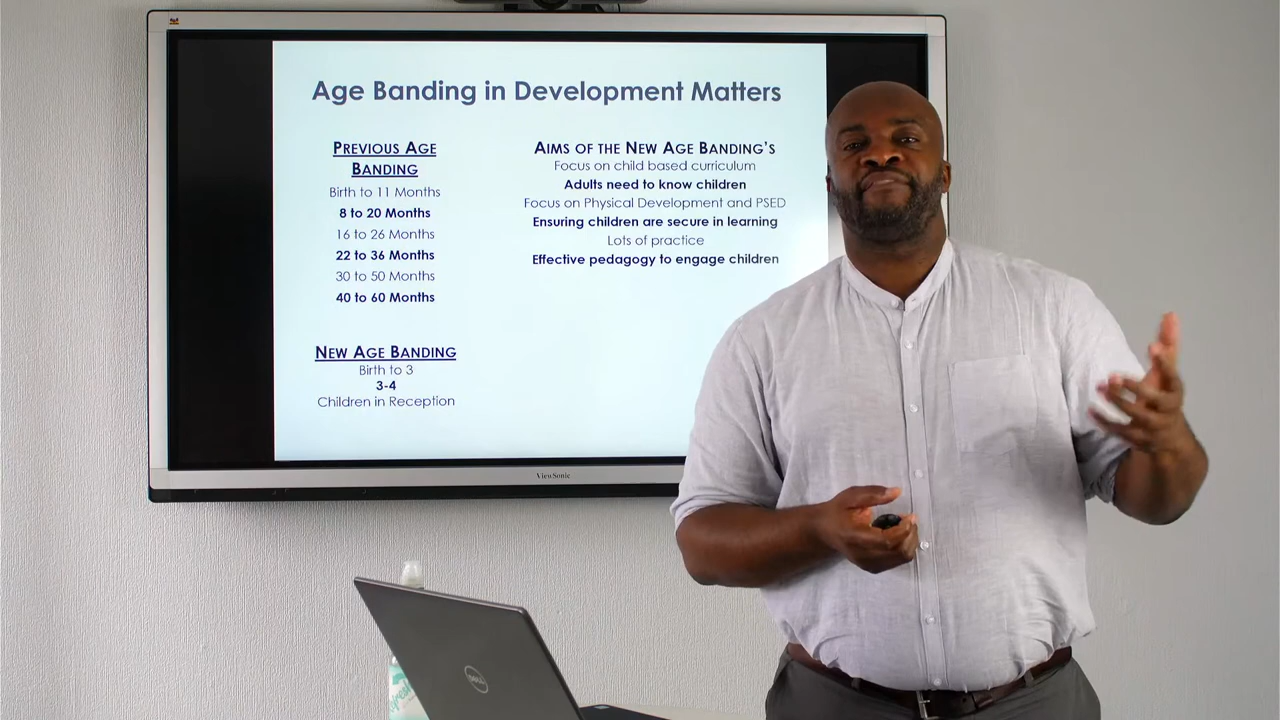 Age Banding in Development Matters
PREVIOUS AGE
BANDING
Birth to 11 Months
8 to 20 Months
16 to 26 Months
22 to 36 Months
30 to 50 Months
40 to 60 Months
NEW AGE BANDING
Birth to 3
3-4
Children in Reception
AIMS OF THE NEW AGE BANDING'S
Focus on child based curriculum
Adults need to know children
Focus on Physical Development and PSED
Ensuring children are secure in learning
Lots of practice
Effective pedagogy to engage children
ViewSonic
DELL